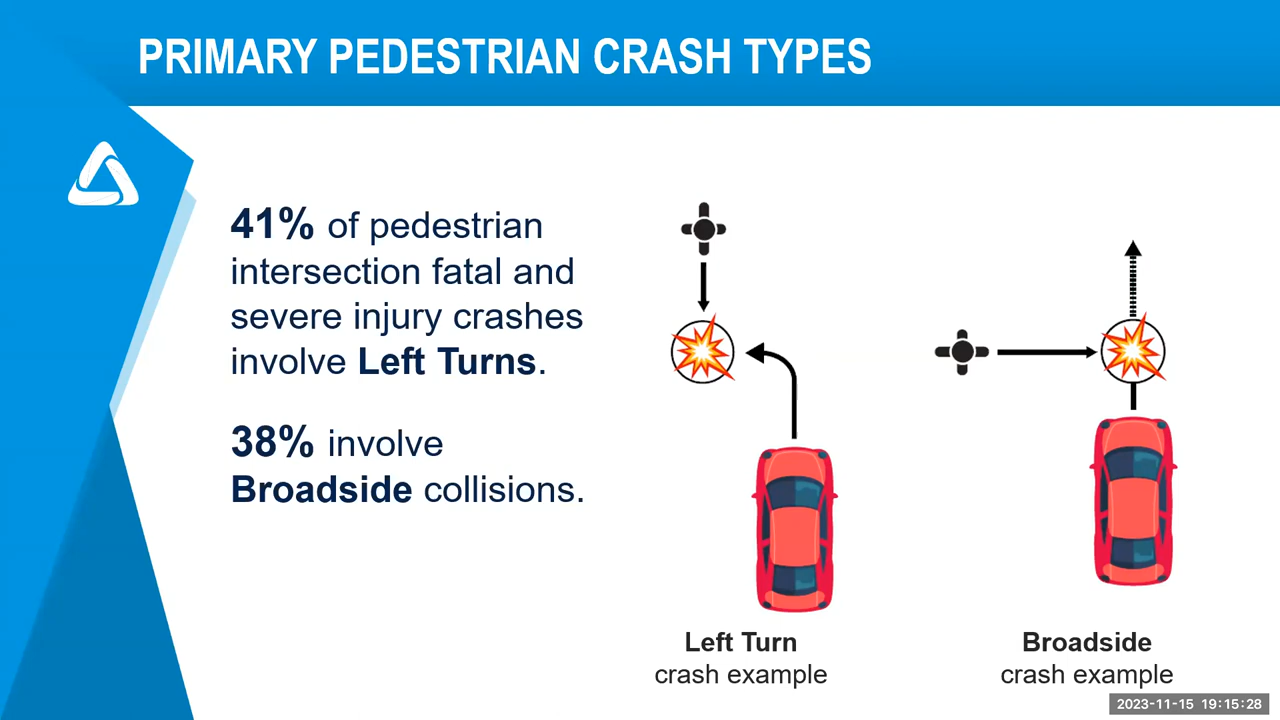 PRIMARY PEDESTRIAN CRASH TYPES
41% of pedestrian
intersection fatal and
severe injury crashes
involve Left Turns.
38% involve
Broadside collisions.
Left Turn
crash example
Broadside
crash example
2023-11-15 19:15:28